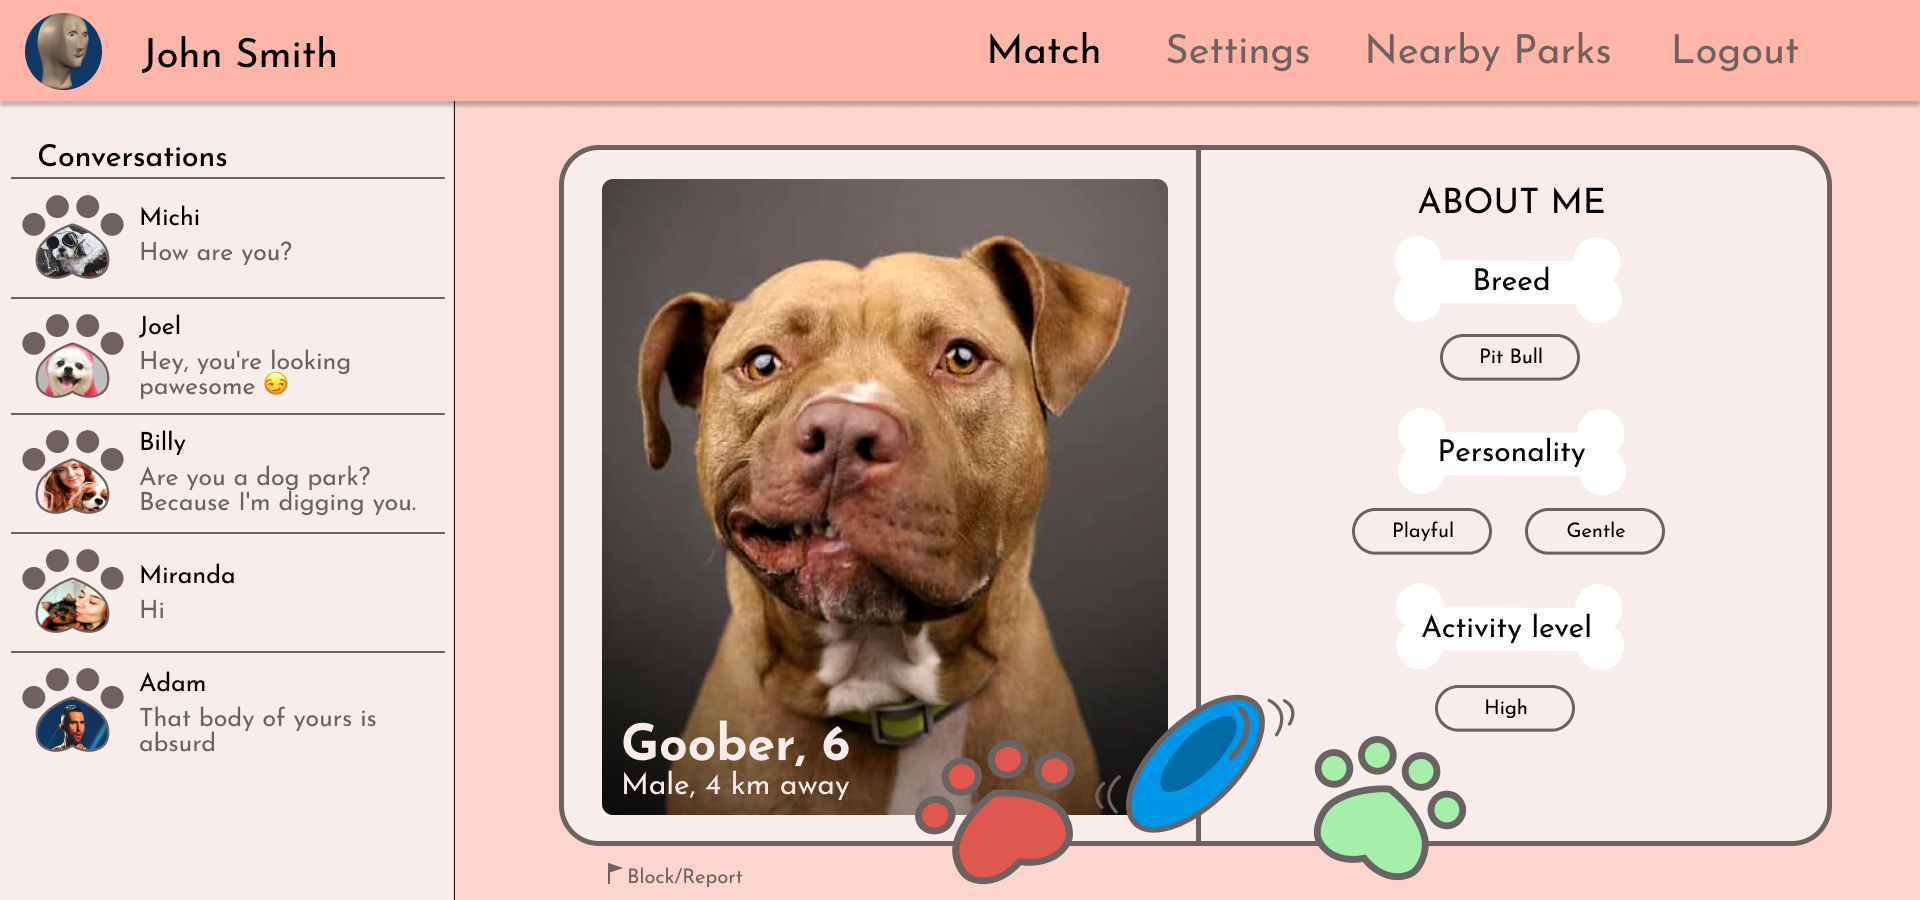 John Smith
Match
Settings
Nearby Parks
Logout
Conversations
Michi
How are you?
Joel
Hey, you're looking
pawesome 😏
Billy
Are you a dog park?
Because I'm digging you.
Miranda
Hi
Adam
That body of yours is
absurd
Goober, 6
Male, 4 km away
Block/Report
ABOUT ME
Breed
Pit Bull
Personality
Playful
Gentle
Activity level
High